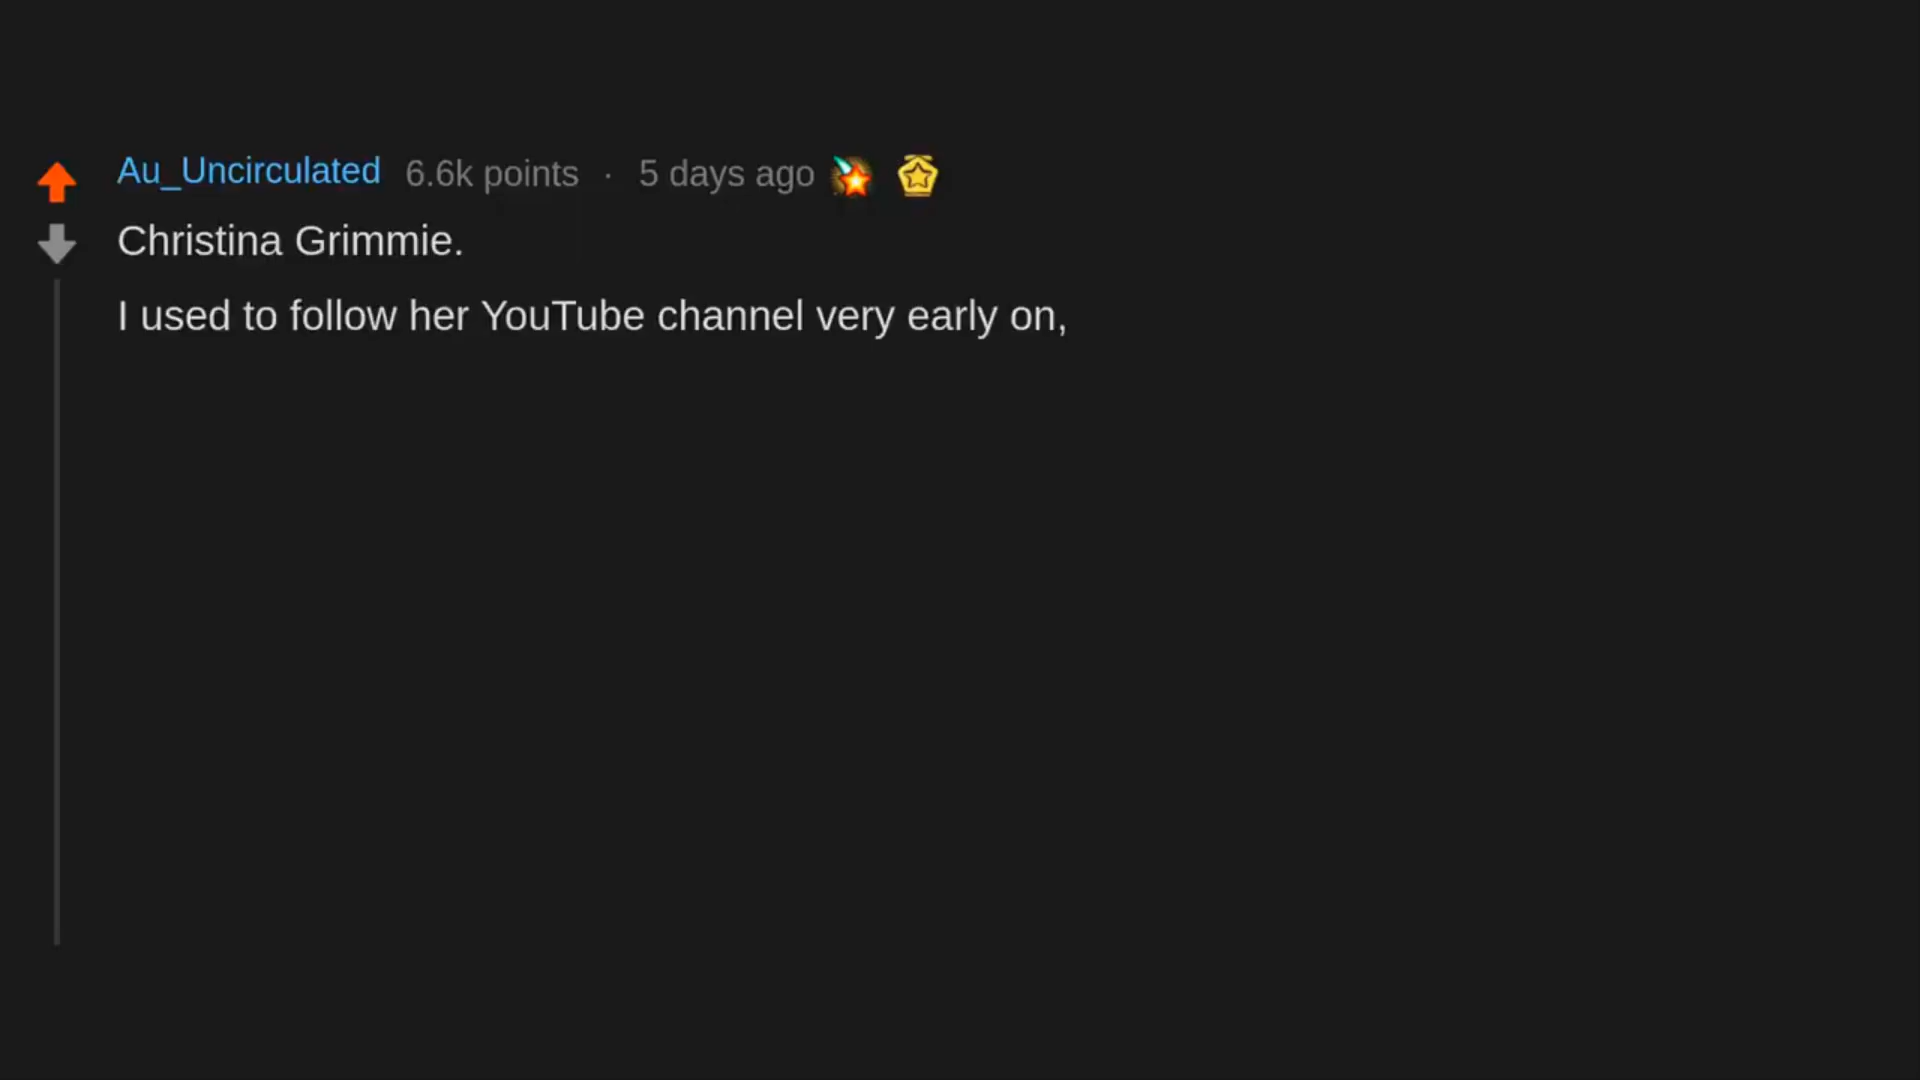 Au_Uncirculated 6.6k points · 5 days ago
Christina Grimmie.
I used to follow her YouTube channel very early on,